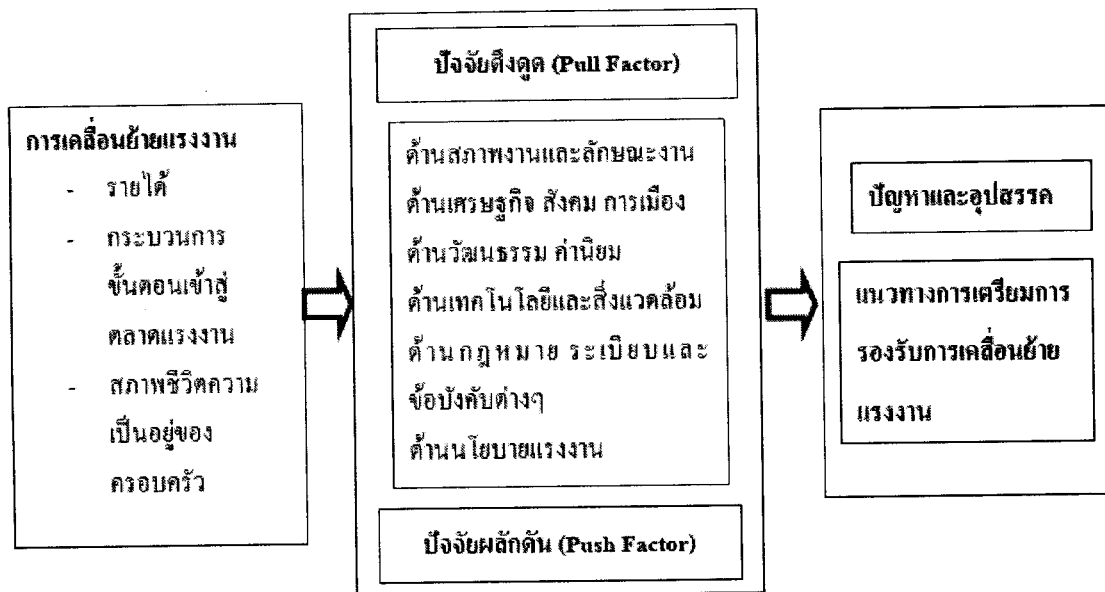 การเคลื่อนย้ายแรงงาน
- รายได้
- กระบวนการ
ขั้นตอนเข้าสู่
ตลาดแรงงาน
- สภาพชีวิตความ
เป็นอยู่ของ
ครอบครัว
ปัจจัยดึงดูด (Pull Factor)
ด้านสภาพงานและลักษณะงาน
ด้านเศรษฐกิจ สังคม การเมือง
ด้านวัฒนธรรม ค่านิยม
ด้านเทคโนโลยีและสิ่งแวดล้อม
ด้านกฎหมาย ระเบียบและ
ข้อบังคับต่างๆ
ด้านนโยบายแรงงาน
ปัจจัยผลักดัน (Push Factor)
ปัญหาและอุปสรรค
แนวทางการเตรียมการ
รองรับการเคลื่อนย้าย
แรงงาน